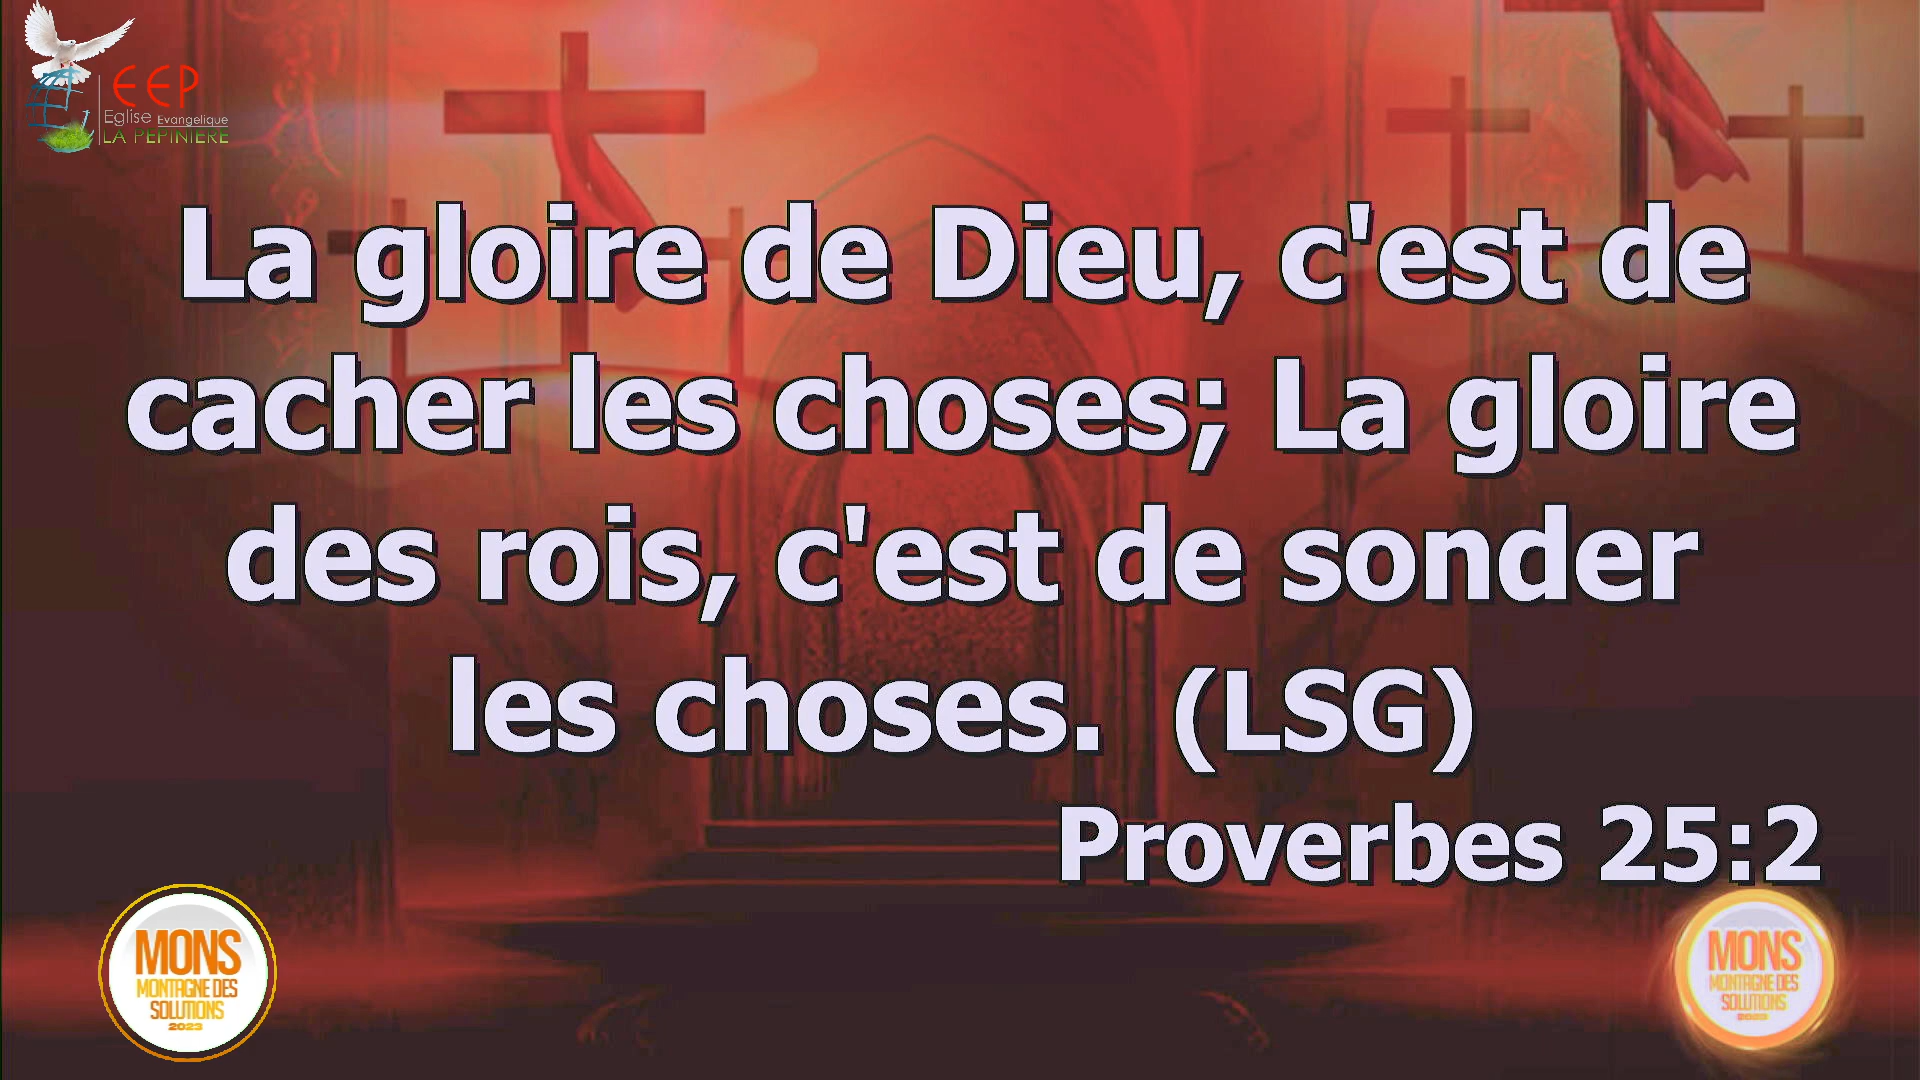 EEP
Eglise Evangelique
LA PEPINIERE
La gloire de Dieu, c'est de
cacher les choses; La gloire
des rois, c'est de sonder
les choses. (LSG)
Proverbes 25:2
MONS
MONTAGNE DES
SOLUTIONS
2023
MONS
MONTAGNE DES
SOLUTIONS